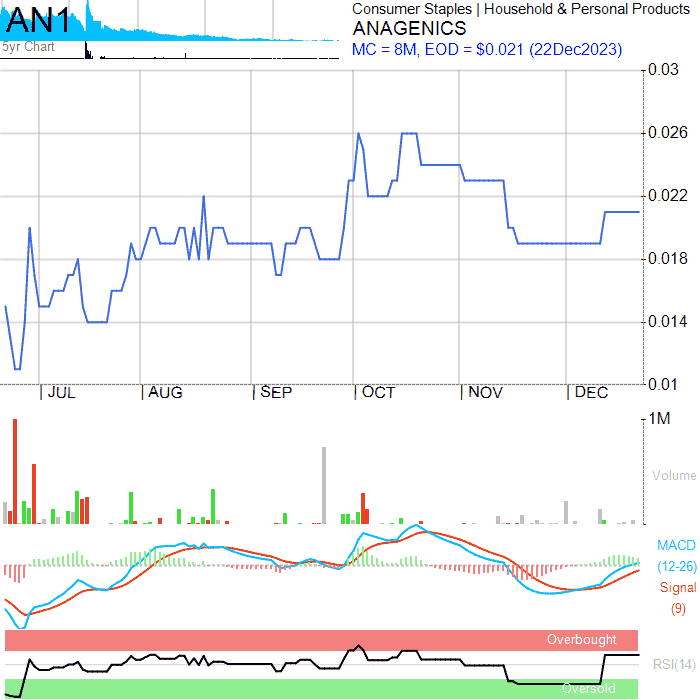 AN1
5yr Chart
Consumer Staples | Household & Personal Products
ANAGENICS
MC = 8M, EOD = $0.021 (22Dec2023)
0.03
0.026
0.022
0.018
0.014
0.01
JUL AUG SEP OCT NOV DEC
1M
Volume
MACD
(12-26)
Signal
(9)
Overbought
RSI(14)
Oversold